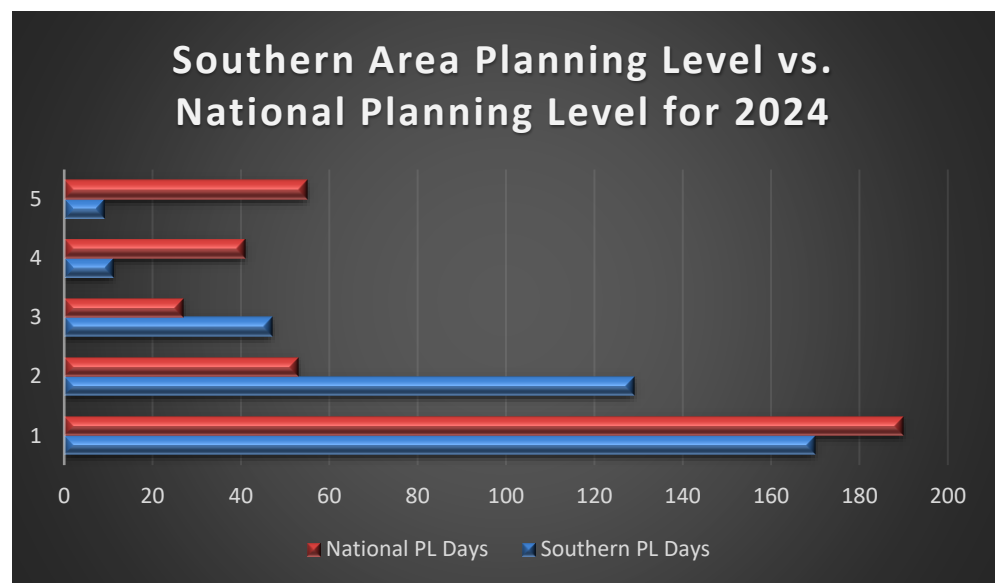 Southern Area Planning Level vs.
National Planning Level for 2024
5
4
3
2
1
0 20 40 60 80 100 120 140 160 180 200
National PL Days Southern PL Days